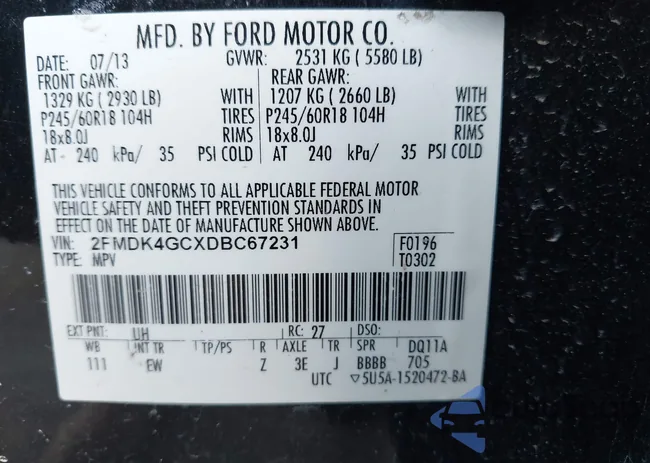 MFD. BY FORD MOTOR CO.
DATE: 07/13 GVWR: 2531 KG ( 5580 LB)
FRONT GAWR: REAR GAWR:
1329 KG ( 2930 LB) WITH 1207 KG ( 2660 LB) WITH
P245/60R18 104H TIRES P245/60R18 104H TIRES
18x8.0J RIMS 18x8.0J RIMS
AT- 240 kPa/ 35 PSI COLD AT 240 kPa/ 35 PSI COLD
THIS VEHICLE CONFORMS TO ALL APPLICABLE FEDERAL MOTOR
VEHICLE SAFETY AND THEFT PREVENTION STANDARDS IN
EFFECT ON THE DATE OF MANUFACTURE SHOWN ABOVE.
VIN: 2FMDK4GCXDBC67231 F0196
TYPE: MPV T0302
EXT PNT: UH RC: 27 DSO:
WB INT TR TP/PS R AXLE TR SPR DQ11A
111 EW Z 3E J BBBB 705
UTC ▽5U5A-1520472-BA